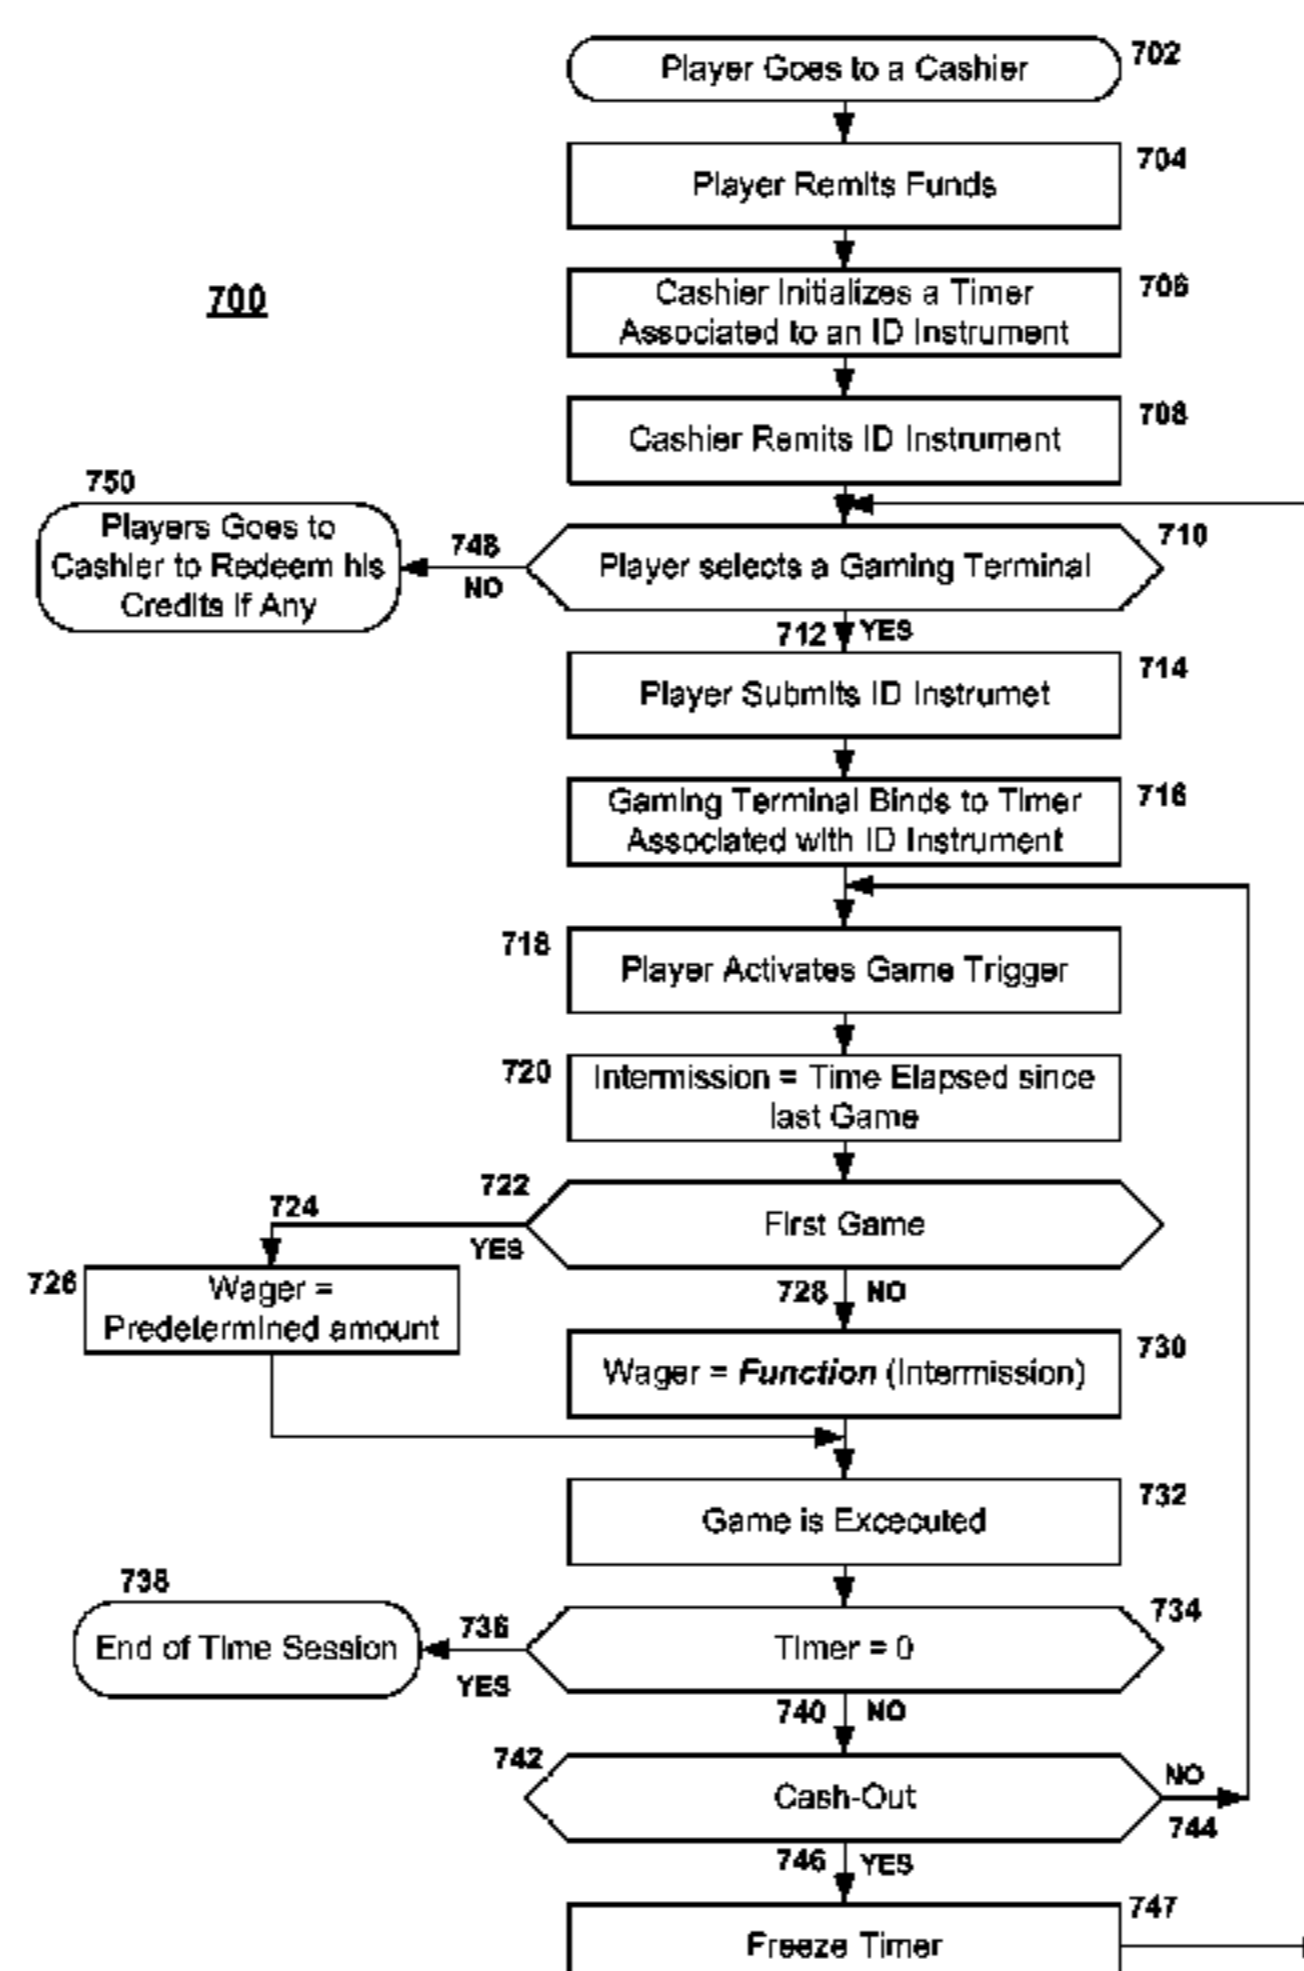 702
Player Goes to a Cashier
704
Player Remits Funds
700
706
Cashier Initializes a Timer
Associated to an ID Instrument
708
Cashier Remits ID Instrument
750
Players Goes to
Cashier to Redeem his
Credits if Any
748
NO
710
Player selects a Gaming Terminal
712
YES
714
Player Submits ID Instrumet
716
Gaming Terminal Binds to Timer
Associated with ID Instrument
718
Player Activates Game Trigger
720
Intermission = Time Elapsed since
last Game
722
First Game
724
YES
726
Wager =
Predetermined amount
728
NO
730
Wager = Function (Intermission)
732
Game is Excecuted
738
End of Time Session
736
YES
734
Timer = 0
740
NO
742
Cash-Out
NO
744
746
YES
747
Freeze Timer